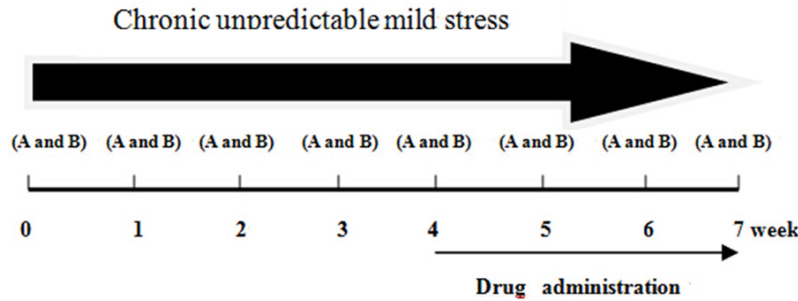 Chronic unpredictable mild stress
(A and B) (A and B) (A and B) (A and B) (A and B) (A and B) (A and B) (A and B)
0 1 2 3 4 5 6 7 week
Drug administration